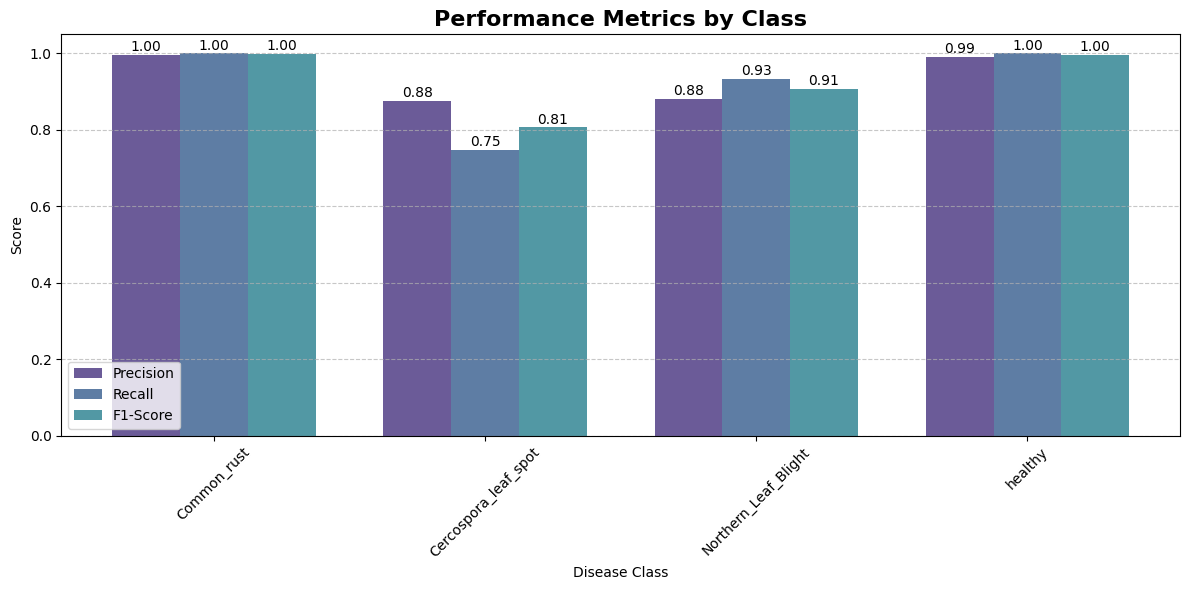 Performance Metrics by Class
1.00 1.00 1.00 0.88 0.75 0.81 0.88 0.93 0.91 0.99 1.00 1.00
Score
1.0
0.8
0.6
0.4
0.2
0.0
Precision
Recall
F1-Score
Common_rust
Cercospora_leaf_spot
Northern_Leaf_Blight
healthy
Disease Class